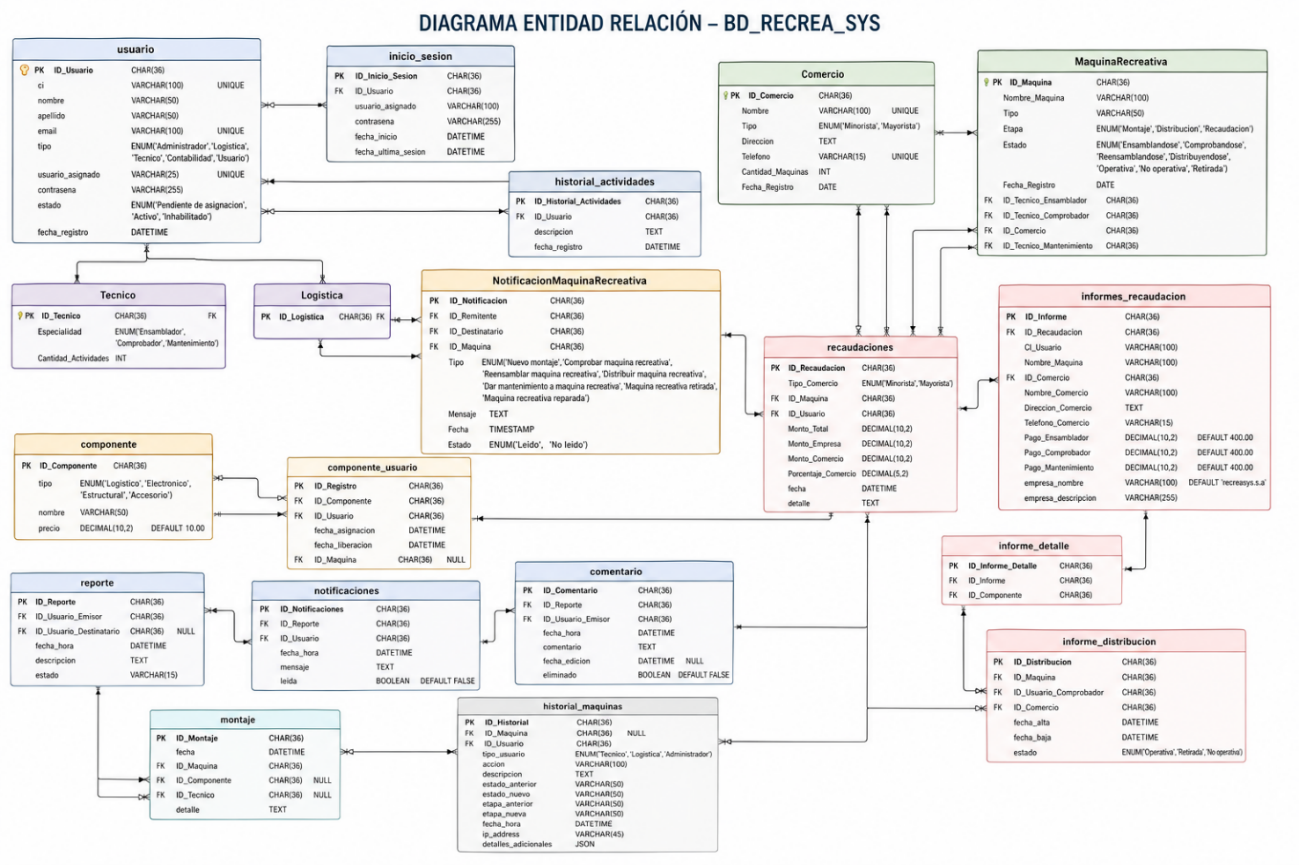 DIAGRAMA ENTIDAD RELACIÓN – BD_RECREA_SYS
usuario
PK ID_Usuario CHAR(36)
ci VARCHAR(100) UNIQUE
nombre VARCHAR(50)
apellido VARCHAR(50)
email VARCHAR(100) UNIQUE
tipo ENUM('Administrador', 'Logistica',
'Tecnico', 'Contabilidad', 'Usuario')
usuario_asignado VARCHAR(25) UNIQUE
contrasena VARCHAR(255)
estado ENUM('Pendiente de asignacion',
'Activo', 'Inhabilitado')
fecha_registro DATETIME
inicio_sesion
PK ID_Inicio_Sesion CHAR(36)
FK ID_Usuario CHAR(36)
usuario_asignado VARCHAR(100)
contrasena VARCHAR(255)
fecha_inicio DATETIME
fecha_ultima_sesion DATETIME
historial_actividades
PK ID_Historial_Actividades CHAR(36)
FK ID_Usuario CHAR(36)
descripcion TEXT
fecha_registro DATETIME
Comercio
PK ID_Comercio CHAR(36)
Nombre VARCHAR(100) UNIQUE
Tipo ENUM('Minorista', 'Mayorista')
Direccion TEXT
Telefono VARCHAR(15) UNIQUE
Cantidad_Maquinas INT
Fecha_Registro DATE
MaquinaRecreativa
PK ID_Maquina CHAR(36)
Nombre_Maquina VARCHAR(100)
Tipo VARCHAR(50)
Etapa ENUM('Montaje', 'Distribucion', 'Recaudacion')
Estado ENUM('Ensamblandose', 'Comprobandose',
'Reensamblandose', 'Distribuyendose',
'Operativa', 'No operativa', 'Retirada')
Fecha_Registro DATE
FK ID_Tecnico_Ensamblador CHAR(36)
FK ID_Tecnico_Comprobador CHAR(36)
FK ID_Comercio CHAR(36)
FK ID_Tecnico_Mantenimiento CHAR(36)
Tecnico
PK ID_Tecnico CHAR(36) FK
Especialidad ENUM('Ensamblador',
'Comprobador', 'Mantenimiento')
Cantidad_Actividades INT
Logistica
PK ID_Logistica CHAR(36) FK
NotificacionMaquinaRecreativa
PK ID_Notificacion CHAR(36)
FK ID_Remitente CHAR(36)
FK ID_Destinatario CHAR(36)
FK ID_Maquina CHAR(36)
Tipo ENUM('Nuevo montaje', 'Comprobar maquina recreativa',
'Reensamblar maquina recreativa', 'Distribuir maquina recreativa',
'Dar mantenimiento a maquina recreativa', 'Maquina recreativa retirada',
'Maquina recreativa reparada')
Mensaje TEXT
Fecha TIMESTAMP
Estado ENUM('Leido', 'No leido')
recaudaciones
PK ID_Recaudacion CHAR(36)
Tipo_Comercio ENUM('Minorista', 'Mayorista')
FK ID_Maquina CHAR(36)
FK ID_Usuario CHAR(36)
Monto_Total DECIMAL(10,2)
Monto_Empresa DECIMAL(10,2)
Monto_Comercio DECIMAL(10,2)
Porcentaje_Comercio DECIMAL(5,2)
fecha DATETIME
detalle TEXT
informes_recaudacion
PK ID_Informe CHAR(36)
FK ID_Recaudacion CHAR(36)
CI_Usuario VARCHAR(100)
Nombre_Maquina VARCHAR(100)
FK ID_Comercio CHAR(36)
Nombre_Comercio VARCHAR(100)
Direccion_Comercio TEXT
Telefono_Comercio VARCHAR(15)
Pago_Ensamblador DECIMAL(10,2) DEFAULT 400.00
Pago_Comprobador DECIMAL(10,2) DEFAULT 400.00
Pago_Mantenimiento DECIMAL(10,2) DEFAULT 400.00
empresa_nombre VARCHAR(100) DEFAULT 'recreasys.s.a'
empresa_descripcion VARCHAR(255)
componente
PK ID_Componente CHAR(36)
tipo ENUM('Logistico', 'Electronico',
'Estructural', 'Accesorio')
nombre VARCHAR(50)
precio DECIMAL(10,2) DEFAULT 10.00
componente_usuario
PK ID_Registro CHAR(36)
FK ID_Componente CHAR(36)
FK ID_Usuario CHAR(36)
fecha_asignacion DATETIME
fecha_liberacion DATETIME
FK ID_Maquina CHAR(36) NULL
informe_detalle
PK ID_Informe_Detalle CHAR(36)
FK ID_Informe CHAR(36)
FK ID_Componente CHAR(36)
reporte
PK ID_Reporte CHAR(36)
FK ID_Usuario_Emisor CHAR(36)
FK ID_Usuario_Destinatario CHAR(36) NULL
fecha_hora DATETIME
descripcion TEXT
estado VARCHAR(15)
notificaciones
PK ID_Notificaciones CHAR(36)
FK ID_Reporte CHAR(36)
FK ID_Usuario CHAR(36)
fecha_hora DATETIME
mensaje TEXT
leida BOOLEAN DEFAULT FALSE
comentario
PK ID_Comentario CHAR(36)
FK ID_Reporte CHAR(36)
FK ID_Usuario_Emisor CHAR(36)
fecha_hora DATETIME
comentario TEXT
fecha_edicion DATETIME NULL
eliminado BOOLEAN DEFAULT FALSE
informe_distribucion
PK ID_Distribucion CHAR(36)
FK ID_Maquina CHAR(36)
FK ID_Usuario_Comprobador CHAR(36)
FK ID_Comercio CHAR(36)
fecha_alta DATETIME
fecha_baja DATETIME
estado ENUM('Operativa', 'Retirada', 'No operativa')
montaje
PK ID_Montaje CHAR(36)
fecha DATETIME
FK ID_Maquina CHAR(36)
FK ID_Componente CHAR(36) NULL
FK ID_Tecnico CHAR(36) NULL
detalle TEXT
historial_maquinas
PK ID_Historial CHAR(36)
FK ID_Maquina CHAR(36) NULL
FK ID_Usuario CHAR(36)
tipo_usuario ENUM('Tecnico', 'Logistica', 'Administrador')
accion VARCHAR(100)
descripcion TEXT
estado_anterior VARCHAR(50)
estado_nuevo VARCHAR(50)
etapa_anterior VARCHAR(50)
etapa_nueva VARCHAR(50)
fecha_hora DATETIME
ip_address VARCHAR(45)
detalles_adicionales JSON